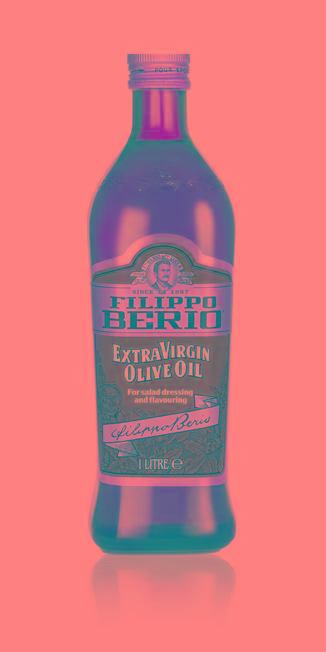 SINCE 1867
FILIPPO
BERIO
EXTRA VIRGIN
OLIVE OIL
For salad dressing
and flavouring
Filippo Berio
1 LITRE ℮